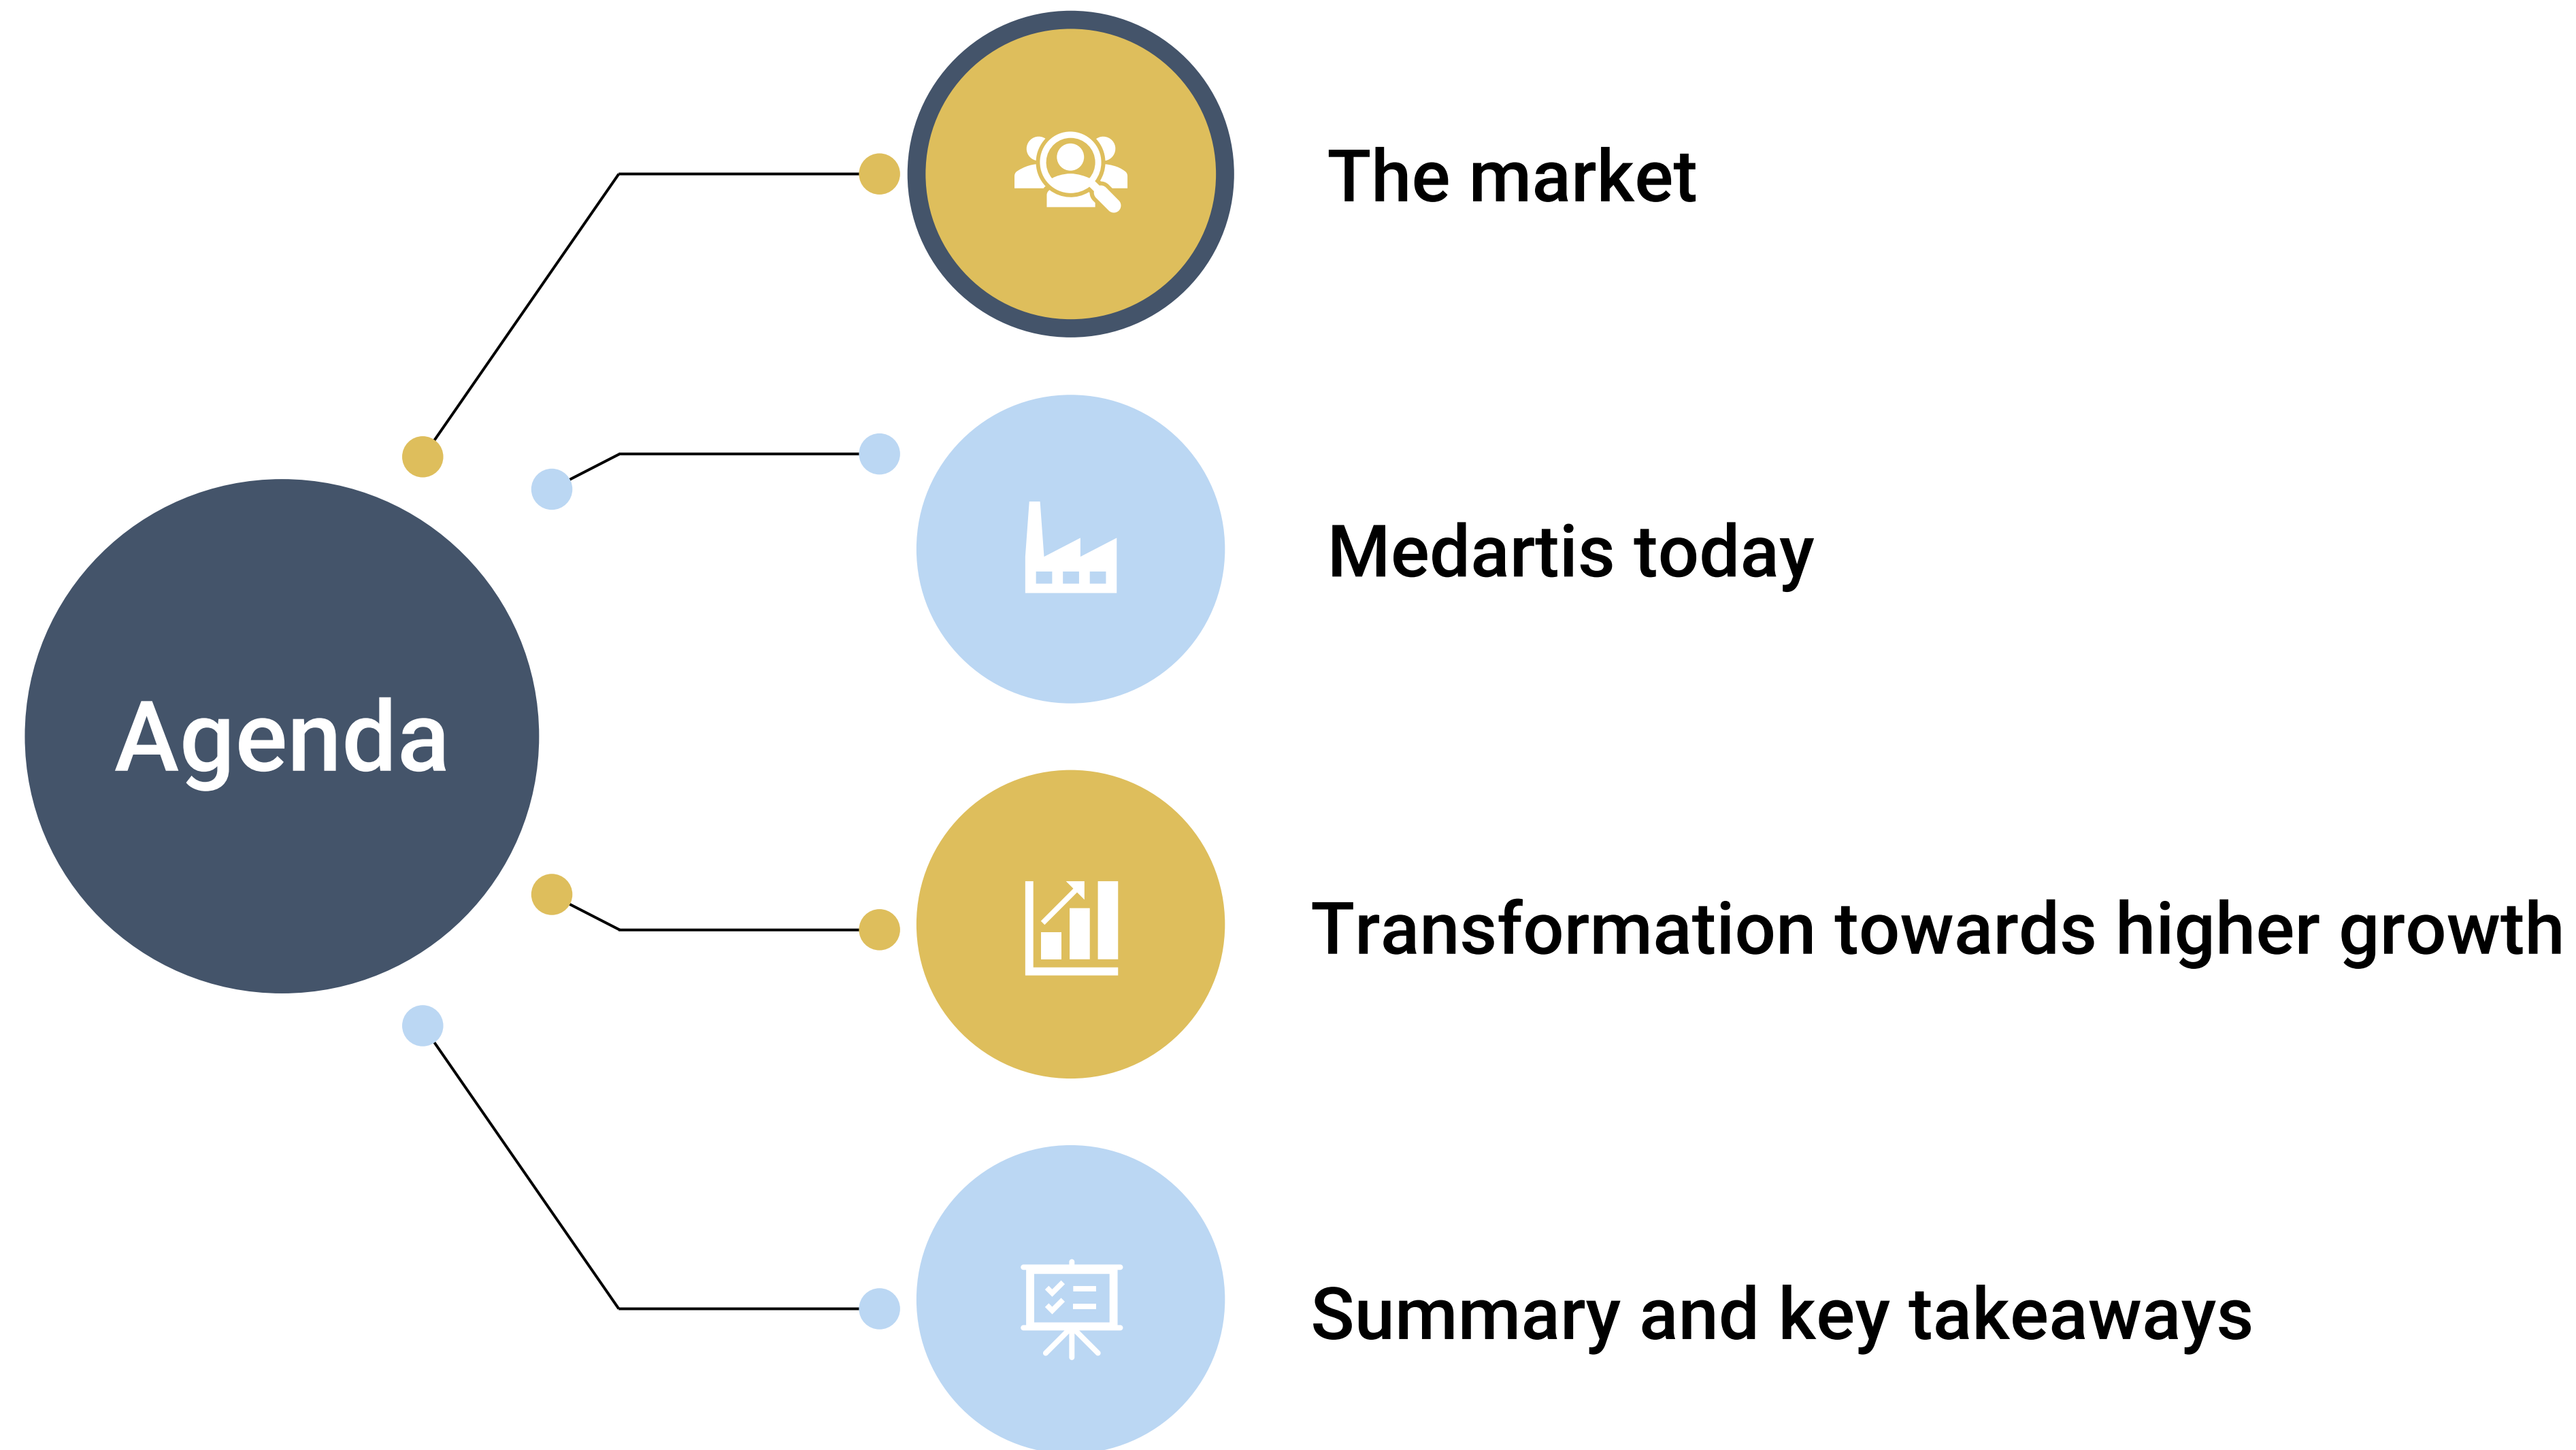 Agenda
The market
Medartis today
Transformation towards higher growth
Summary and key takeaways